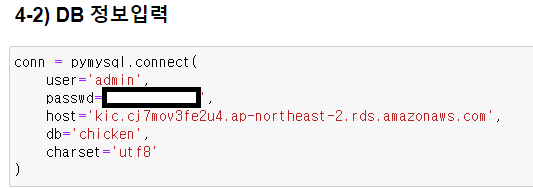 4-2) DB 정보입력
conn = pymysql.connect(
user='admin',
passwd= ',
host='kic.cj7mov3fe2u4.ap-northeast-2.rds.amazonaws.com',
db='chicken',
charset='utf8'
)